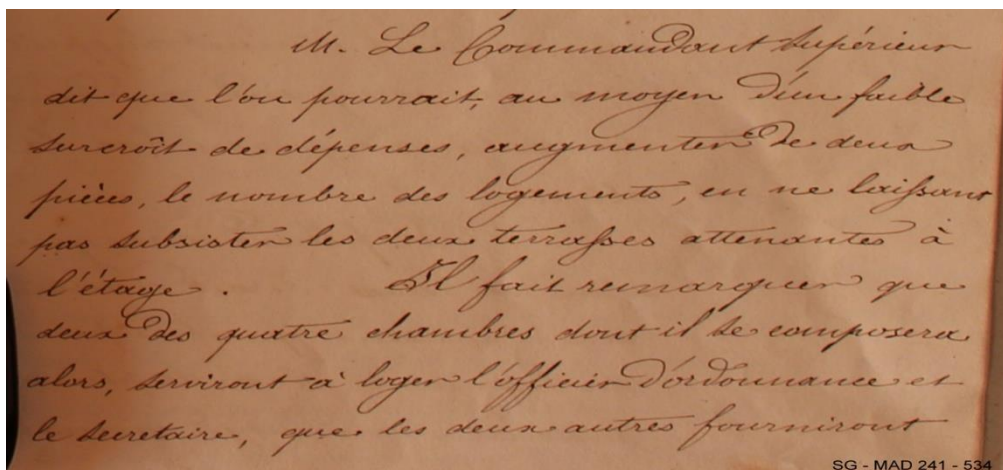 M. Le Commandant Supérieur
dit que l'on pourrait, au moyen d'un faible
surcroît de dépenses, augmenter de deux
pièces, le nombre des logements, en ne laissant
pas subsister les deux terrasses attenantes à
l'étage. Il fait remarquer que
deux des quatre chambres dont il se composera
alors, serviront à loger l'officier d'ordonnance et
le secretaire, que les deux autres fourniront
SG - MAD 241 - 534